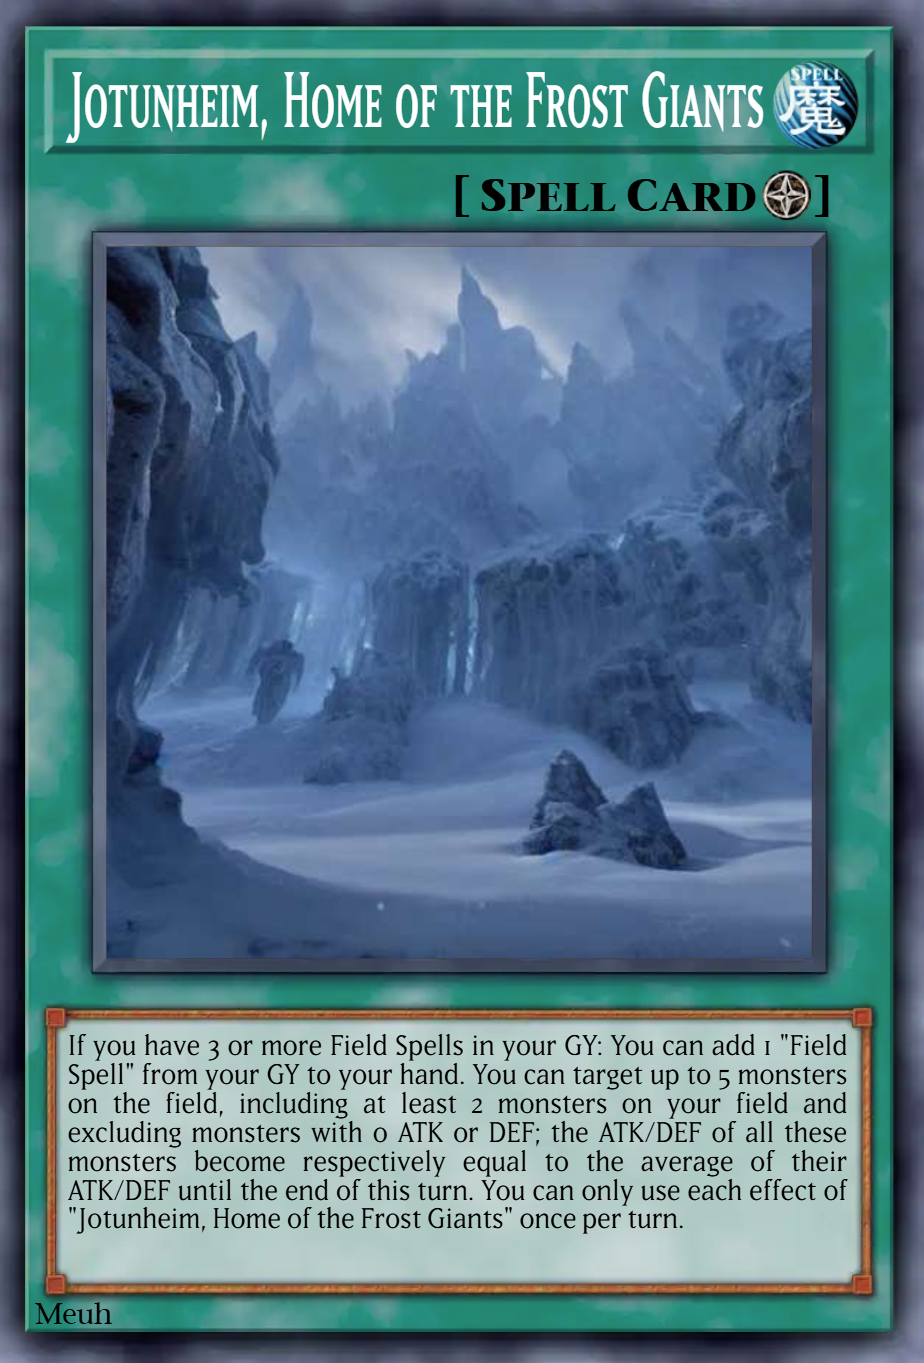 Jotunheim, Home of the Frost Giants
SPELL
魔
[ Spell Card ]
If you have 3 or more Field Spells in your GY: You can add 1 "Field
Spell" from your GY to your hand. You can target up to 5 monsters
on the field, including at least 2 monsters on your field and
excluding monsters with 0 ATK or DEF; the ATK/DEF of all these
monsters become respectively equal to the average of their
ATK/DEF until the end of this turn. You can only use each effect of
"Jotunheim, Home of the Frost Giants" once per turn.
Meuh